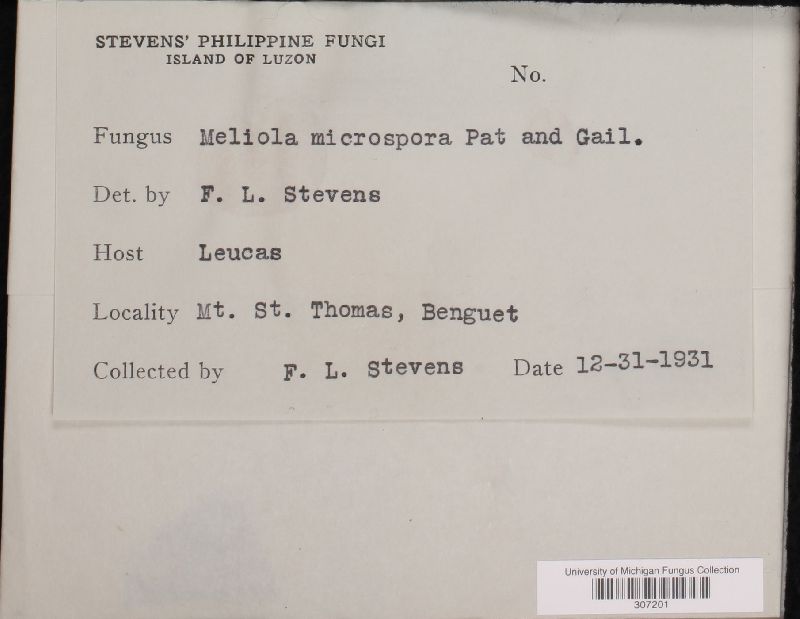 STEVENS' PHILIPPINE FUNGI
ISLAND OF LUZON
No.
Fungus Meliola microspora Pat and Gail.
Det. by F. L. Stevens
Host Leucas
Locality Mt. St. Thomas, Benguet
Collected by F. L. Stevens Date 12-31-1931
University of Michigan Fungus Collection
307201